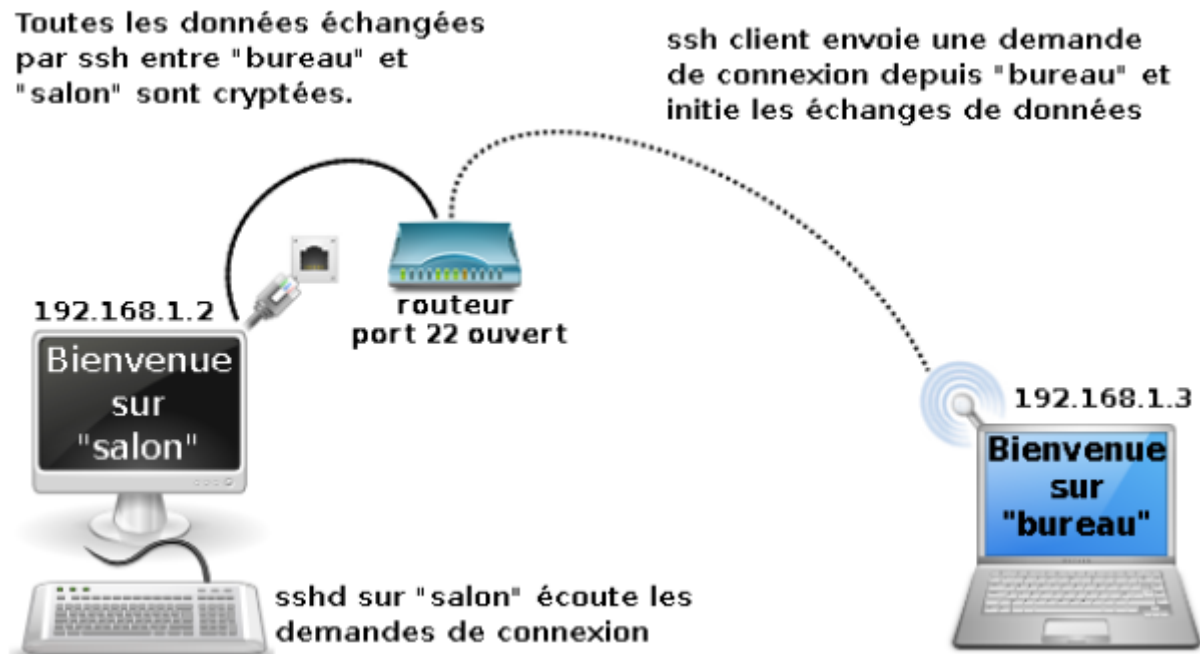 Toutes les données échangées
par ssh entre "bureau" et
"salon" sont cryptées.
ssh client envoie une demande
de connexion depuis "bureau" et
initie les échanges de données
routeur
port 22 ouvert
192.168.1.2
Bienvenue
sur
"salon"
192.168.1.3
Bienvenue
sur
"bureau"
sshd sur "salon" écoute les
demandes de connexion